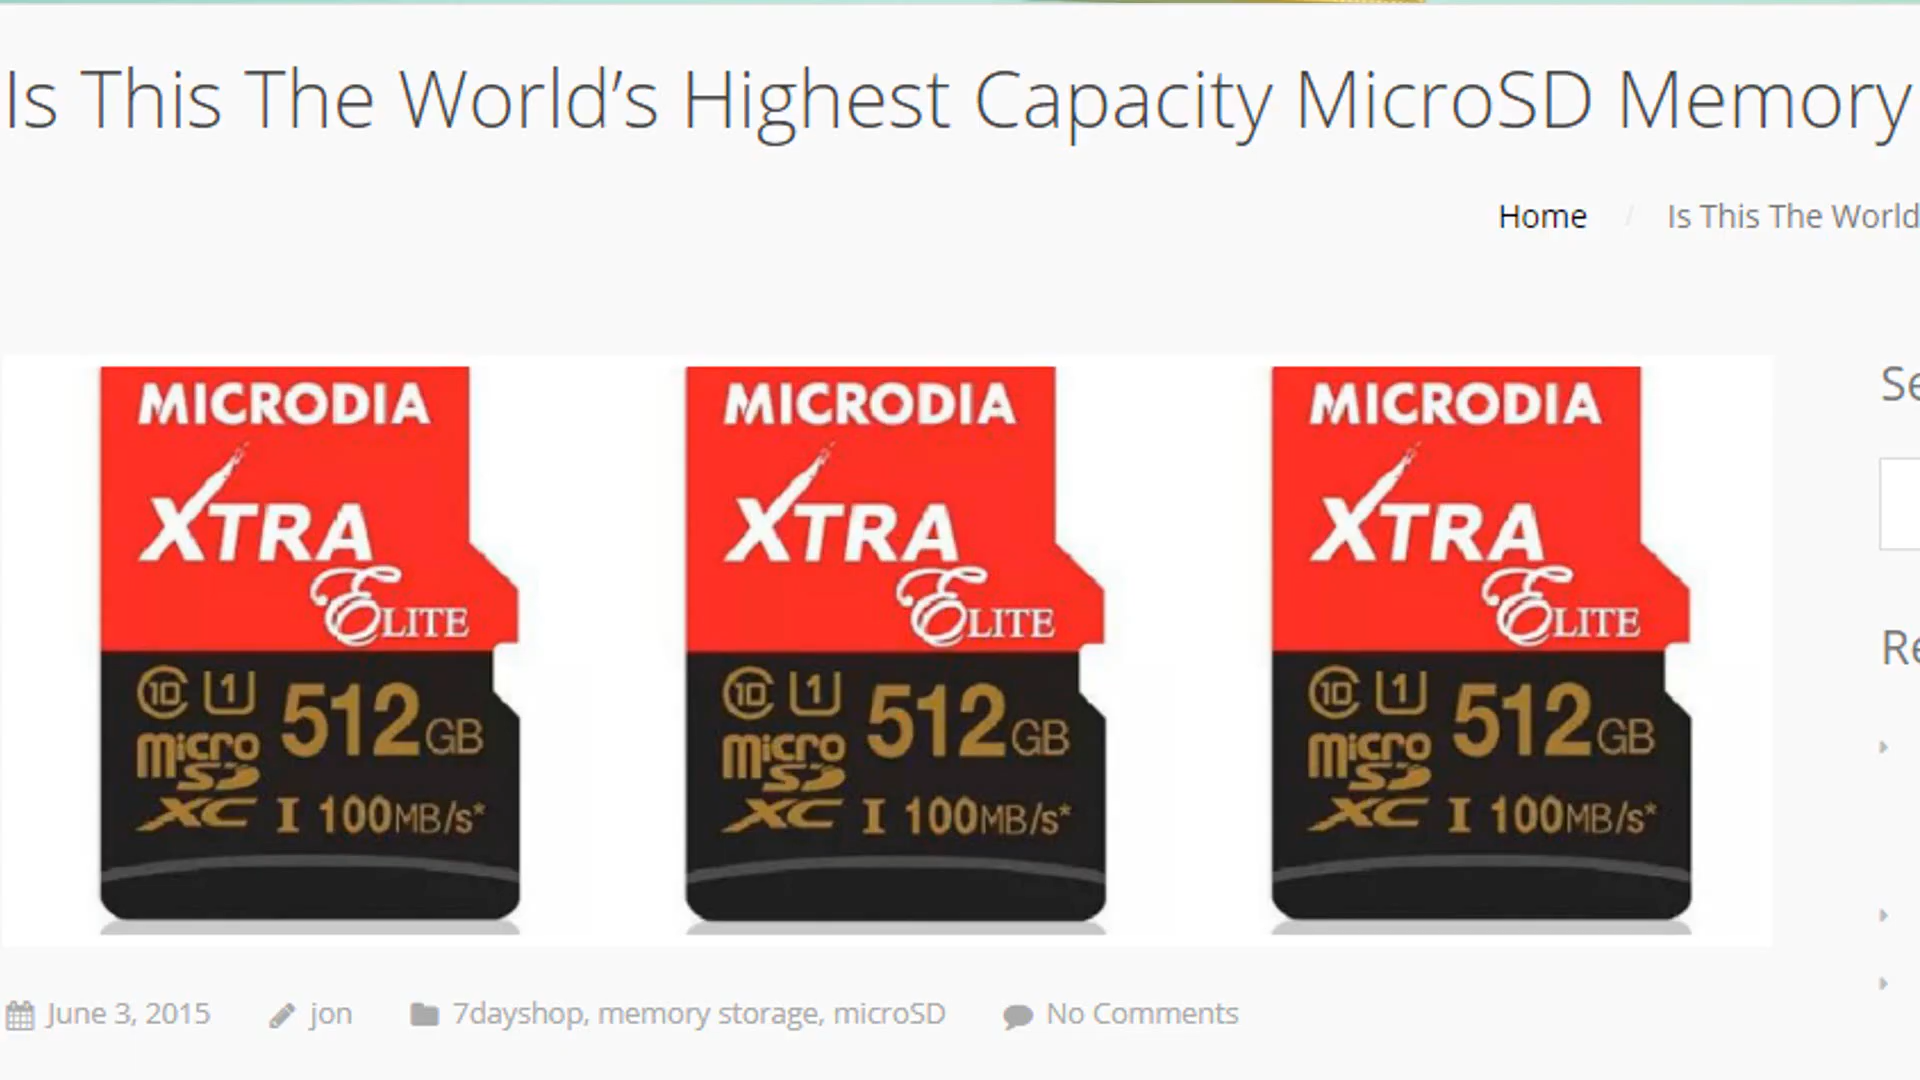 Is This The World’s Highest Capacity MicroSD Memory
Home / Is This The World
MICRODIA
XTRA
ELITE
10 U1 512GB
micro SD
XC I 100MB/s*
MICRODIA
XTRA
ELITE
10 U1 512GB
micro SD
XC I 100MB/s*
MICRODIA
XTRA
ELITE
10 U1 512GB
micro SD
XC I 100MB/s*
Se
Re
June 3, 2015 jon 7dayshop, memory storage, microSD No Comments